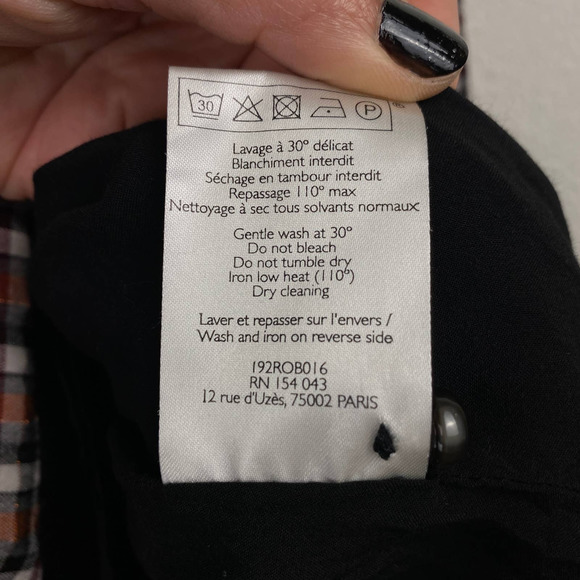 30 P ®
Lavage à 30° délicat
Blanchiment interdit
Séchage en tambour interdit
Repassage 110° max
Nettoyage à sec tous solvants normaux
Gentle wash at 30°
Do not bleach
Do not tumble dry
Iron low heat (110°)
Dry cleaning
Laver et repasser sur l'envers /
Wash and iron on reverse side
192ROB016
RN 154 043
12 rue d'Uzès, 75002 PARIS